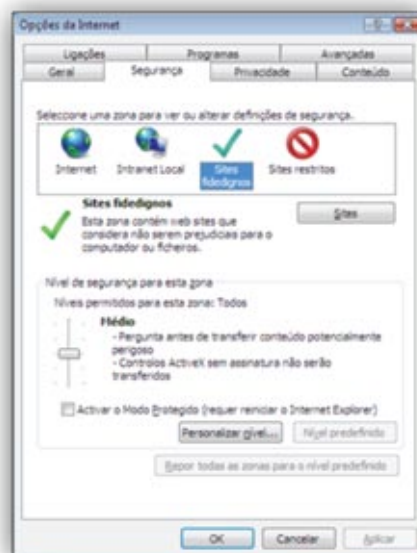 Opções da Internet
Ligações Programas Avançadas
Geral Segurança Privacidade Conteúdo
Seleccione uma zona para ver ou alterar definições de segurança.
Internet Intranet Local Sites fidedignos Sites restritos
Sites fidedignos
Sites
Esta zona contém web sites que
considera não serem prejudiciais para o
computador ou ficheiros.
Nível de segurança para esta zona
Níveis permitidos para esta zona: Todos
Médio
- Pergunta antes de transferir conteúdo potencialmente
perigoso
- Controlos ActiveX sem assinatura não serão
transferidos
Activar o Modo Protegido (requer reiniciar o Internet Explorer)
Personalizar nível... Nível predefinido
Repor todas as zonas para o nível predefinido
OK Cancelar Aplicar